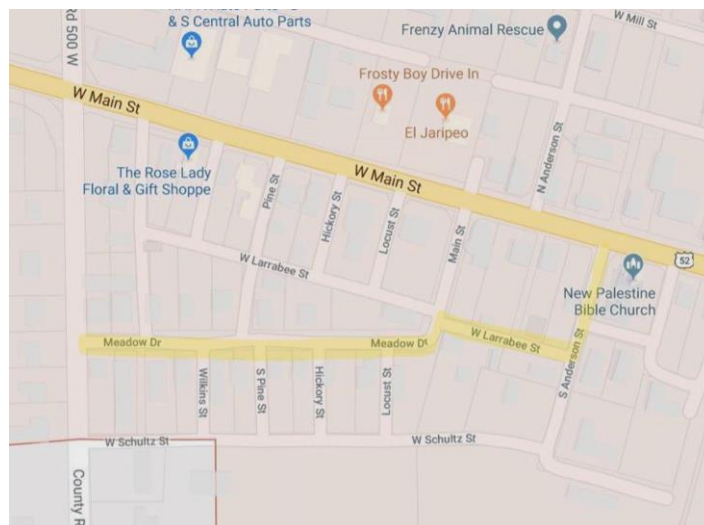 & S Central Auto Parts
Rd 500 W
Frenzy Animal Rescue
W Mill St
Frosty Boy Drive In
El Jaripeo
W Main St
The Rose Lady
Floral & Gift Shoppe
W Main St
N Anderson St
Pine St
Hickory St
Locust St
Main St
52
W Larrabee St
New Palestine
Bible Church
Meadow Dr
Meadow
W Larrabee St
S Anderson St
Wilkins St
S Pine St
Hickory St
Locust St
W Schultz St
W Schultz St
County R